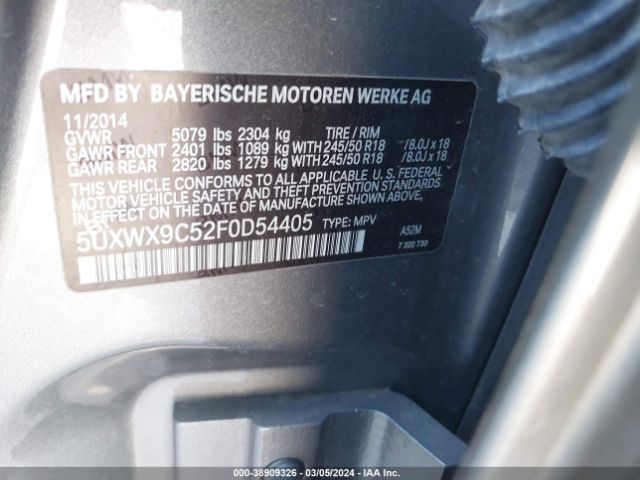 MFD BY BAYERISCHE MOTOREN WERKE AG
11/2014
GVWR 5079 lbs 2304 kg TIRE / RIM
GAWR FRONT 2401 lbs 1089 kg WITH 245/50 R18 /8.0J x 18
GAWR REAR 2820 lbs 1279 kg WITH 245/50 R18 /8.0J x 18
THIS VEHICLE CONFORMS TO ALL APPLICABLE U.S. FEDERAL
MOTOR VEHICLE SAFETY AND THEFT PREVENTION STANDARDS
IN EFFECT ON THE DATE OF MANUFACTURE SHOWN ABOVE.
5UXWX9C52F0D54405 TYPE: MPV A52M
7 320 730
000-38909326 - 03/05/2024 - IAA Inc.